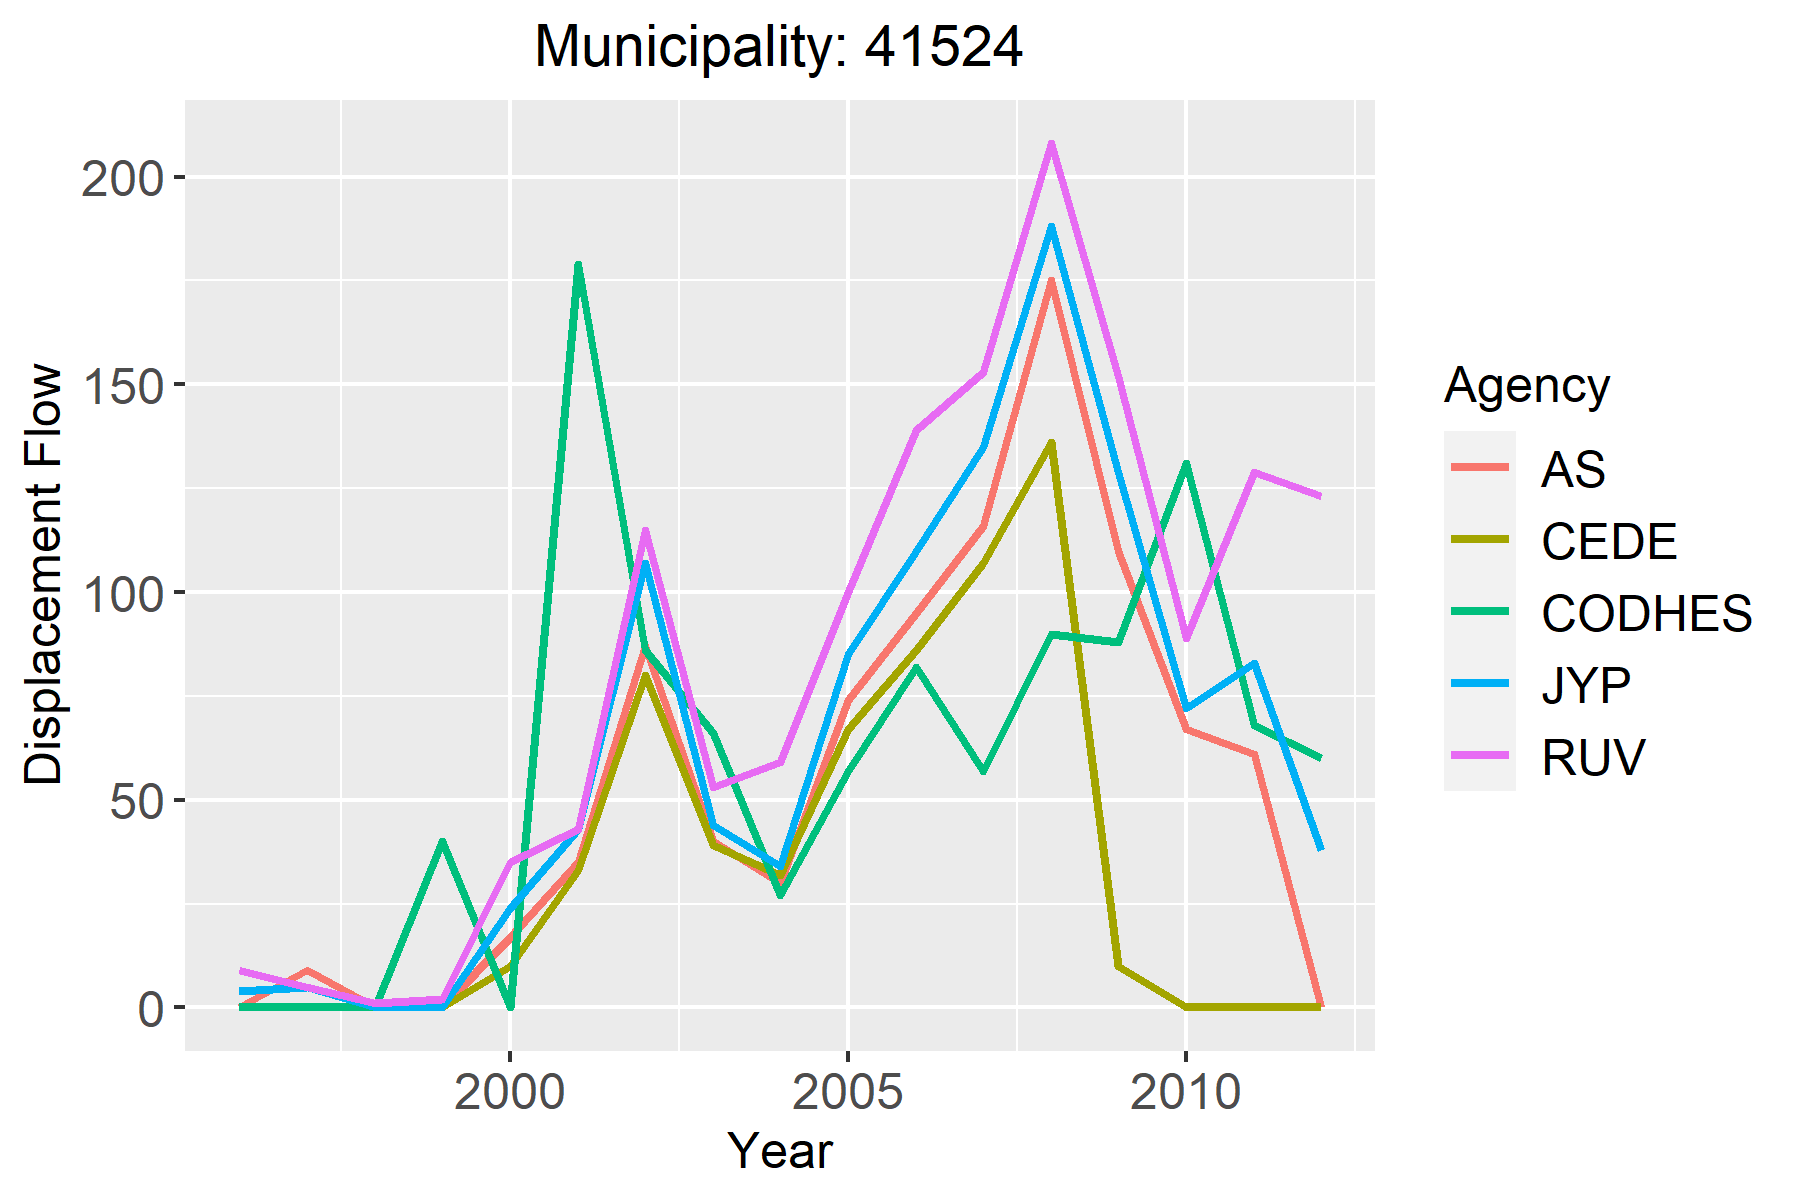 Municipality: 41524
Displacement Flow
200
150
100
50
0
2000 2005 2010
Year
Agency
AS
CEDE
CODHES
JYP
RUV